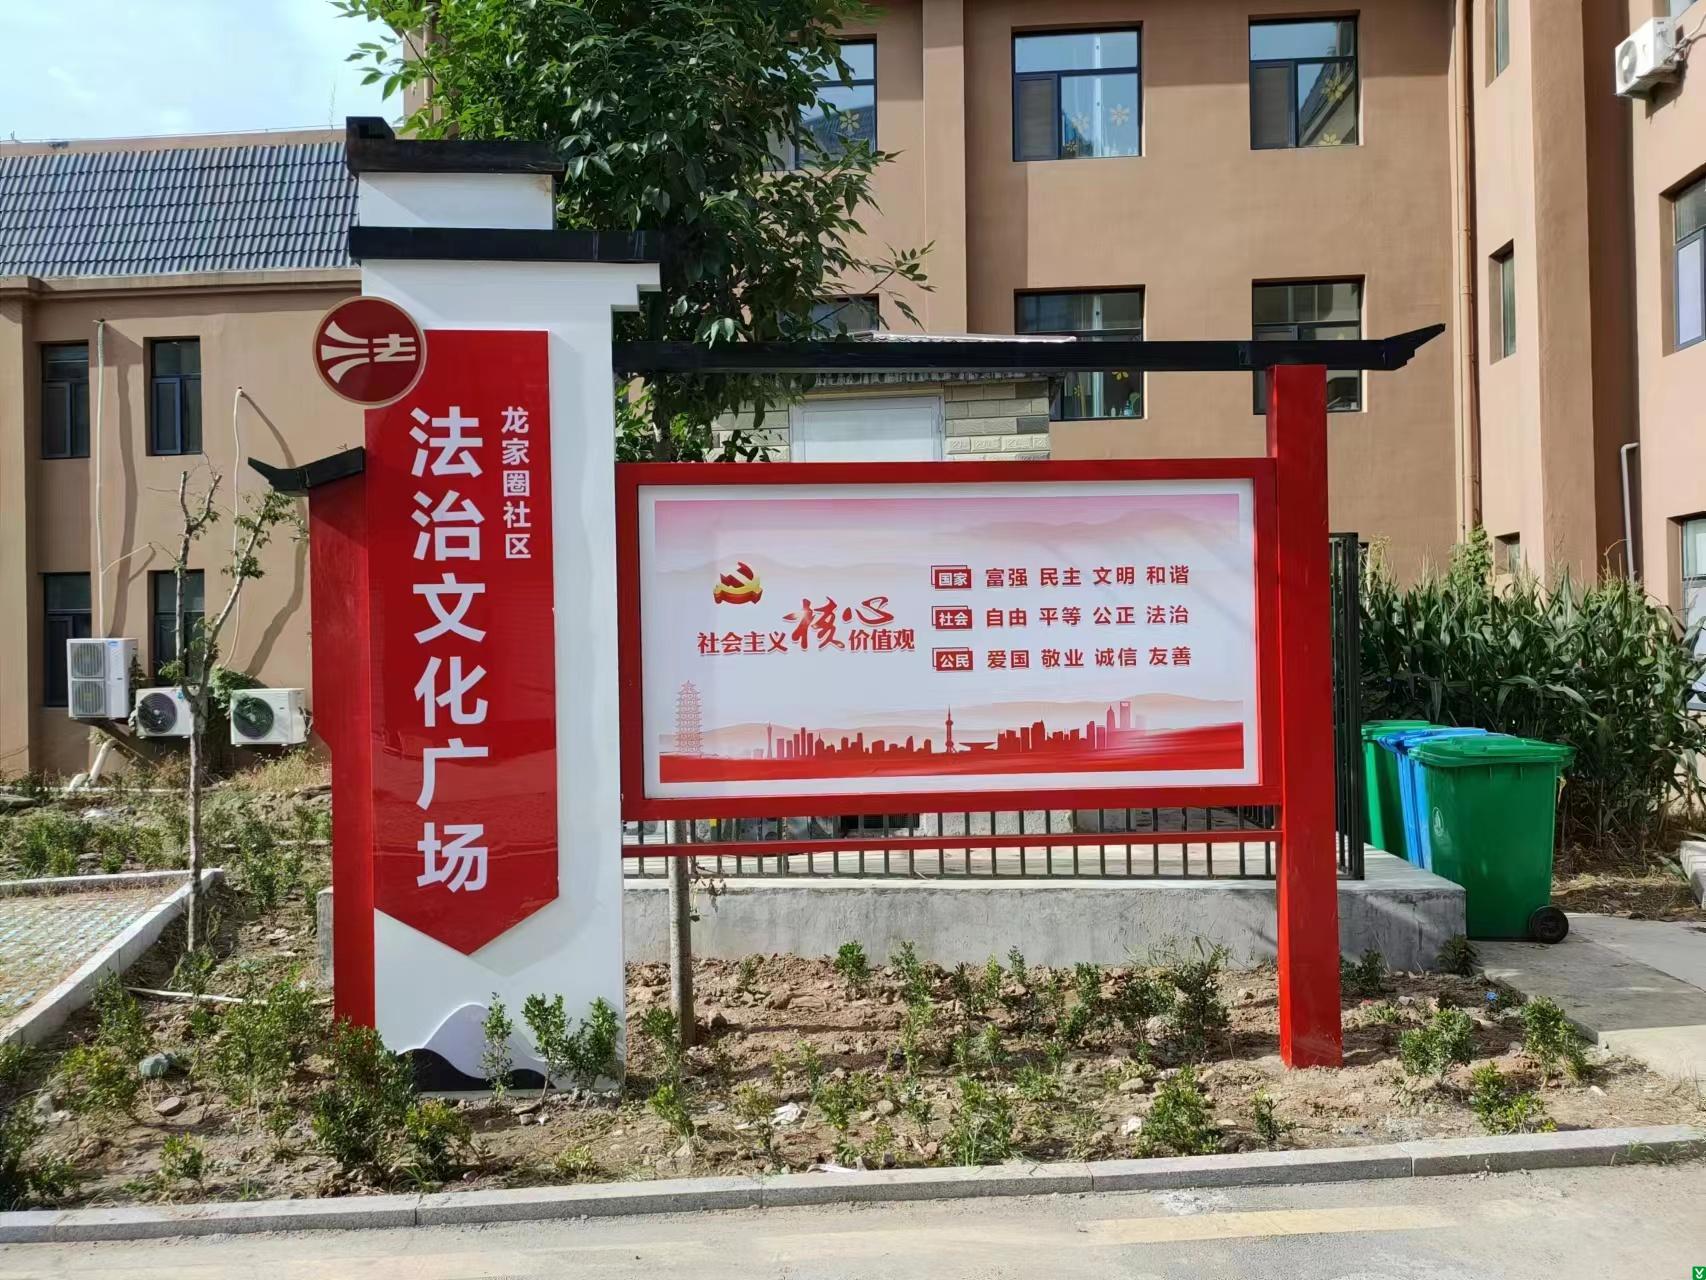 法
龙家圈社区
法治文化广场
社会主义核心价值观
国家 富强 民主 文明 和谐
社会 自由 平等 公正 法治
公民 爱国 敬业 诚信 友善